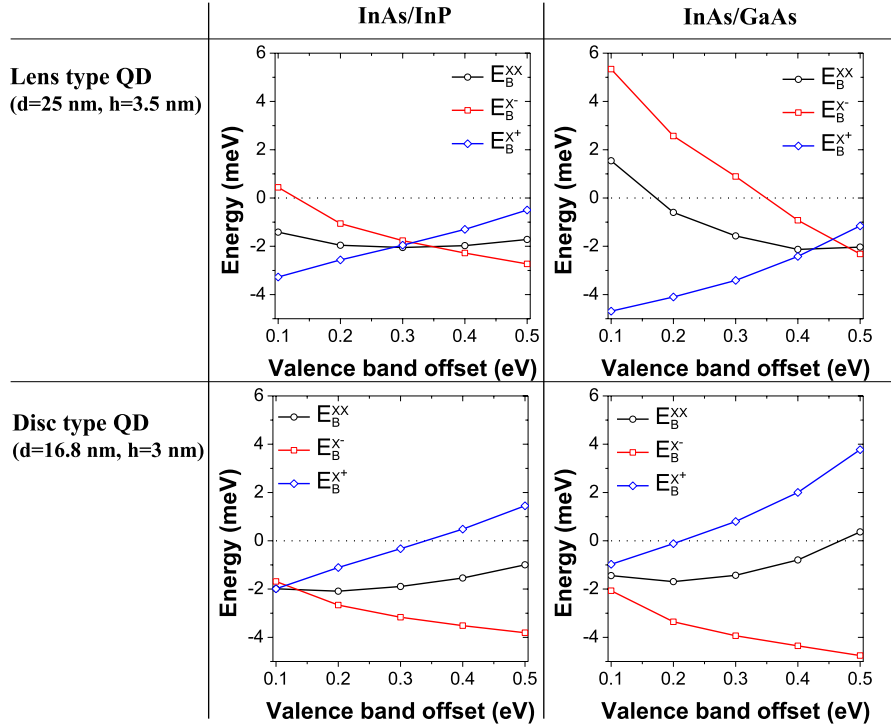 InAs/InP
InAs/GaAs
Lens type QD
(d=25 nm, h=3.5 nm)
6
4
2
0
-2
-4
Energy (meV)
E_B^XX
E_B^X-
E_B^X+
0.1 0.2 0.3 0.4 0.5
Valence band offset (eV)
6
4
2
0
-2
-4
Energy (meV)
E_B^XX
E_B^X-
E_B^X+
0.1 0.2 0.3 0.4 0.5
Valence band offset (eV)
Disc type QD
(d=16.8 nm, h=3 nm)
6
4
2
0
-2
-4
Energy (meV)
E_B^XX
E_B^X-
E_B^X+
0.1 0.2 0.3 0.4 0.5
Valence band offset (eV)
6
4
2
0
-2
-4
Energy (meV)
E_B^XX
E_B^X-
E_B^X+
0.1 0.2 0.3 0.4 0.5
Valence band offset (eV)